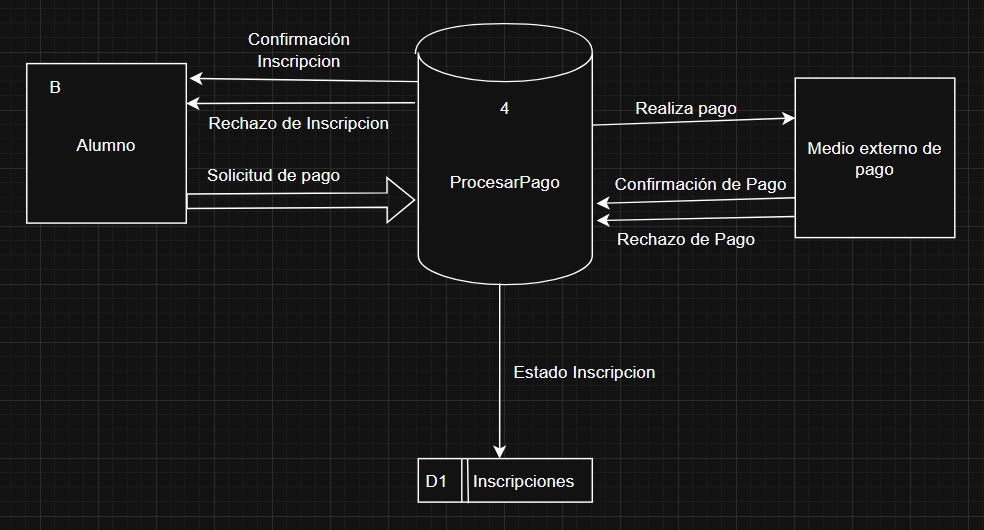 Confirmación
Inscripcion
B
Alumno
Rechazo de Inscripcion
Solicitud de pago
4
ProcesarPago
Realiza pago
Medio externo de
pago
Confirmación de Pago
Rechazo de Pago
Estado Inscripcion
D1
Inscripciones